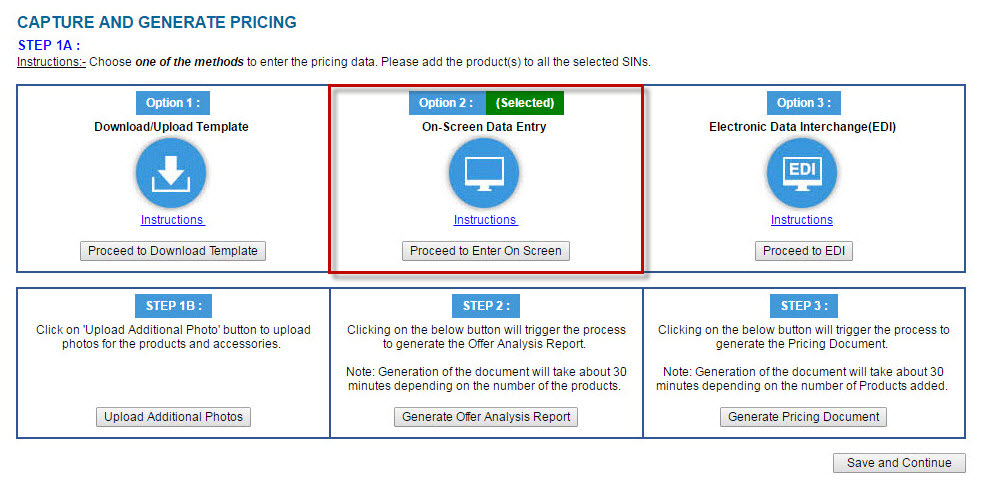 CAPTURE AND GENERATE PRICING
STEP 1A :
Instructions:- Choose one of the methods to enter the pricing data. Please add the product(s) to all the selected SINs.
Option 1 :
Download/Upload Template
Instructions
Proceed to Download Template
Option 2 : (Selected)
On-Screen Data Entry
Instructions
Proceed to Enter On Screen
Option 3 :
Electronic Data Interchange(EDI)
EDI
Instructions
Proceed to EDI
STEP 1B :
Click on 'Upload Additional Photo' button to upload
photos for the products and accessories.
Upload Additional Photos
STEP 2 :
Clicking on the below button will trigger the process
to generate the Offer Analysis Report.
Note: Generation of the document will take about 30
minutes depending on the number of the products.
Generate Offer Analysis Report
STEP 3 :
Clicking on the below button will trigger the process to
generate the Pricing Document.
Note: Generation of the document will take about 30
minutes depending on the number of Products added.
Generate Pricing Document
Save and Continue